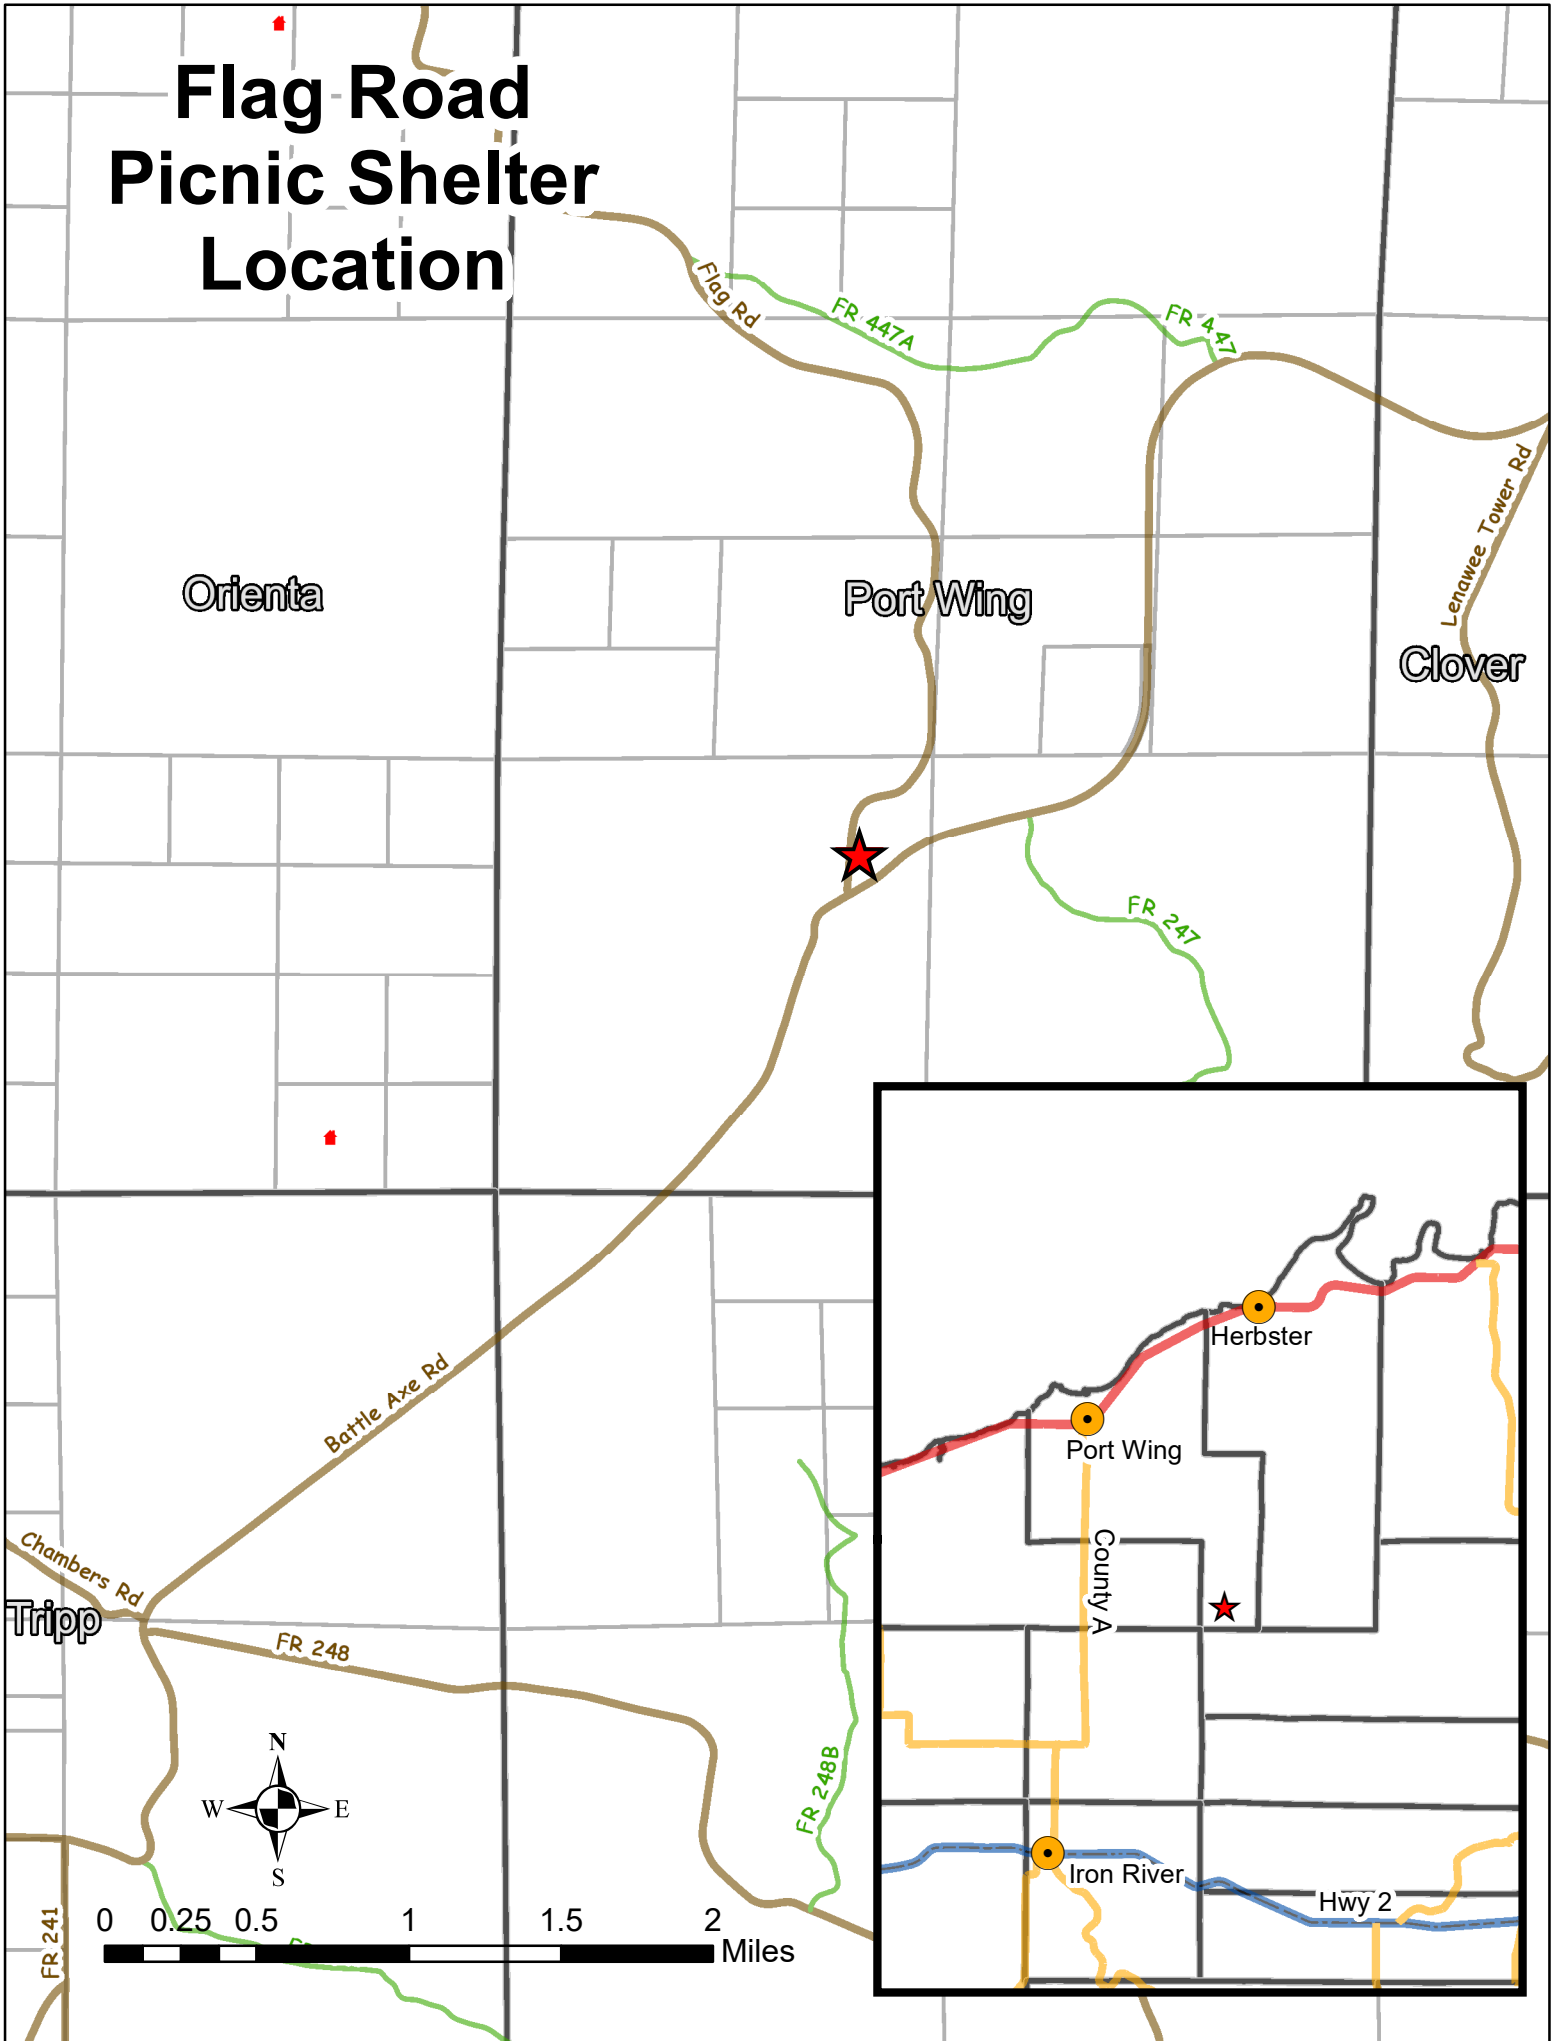 Flag Road
Picnic Shelter
Location
Flag Rd
FR 447A
FR 447
Lenawee Tower Rd
Orienta
Port Wing
Clover
FR 247
Battle Axe Rd
Chambers Rd
Tripp
FR 248
FR 248B
FR 241
N
W
E
S
0 0.25 0.5 1 1.5 2
Miles
Herbster
Port Wing
County A
Iron River
Hwy 2